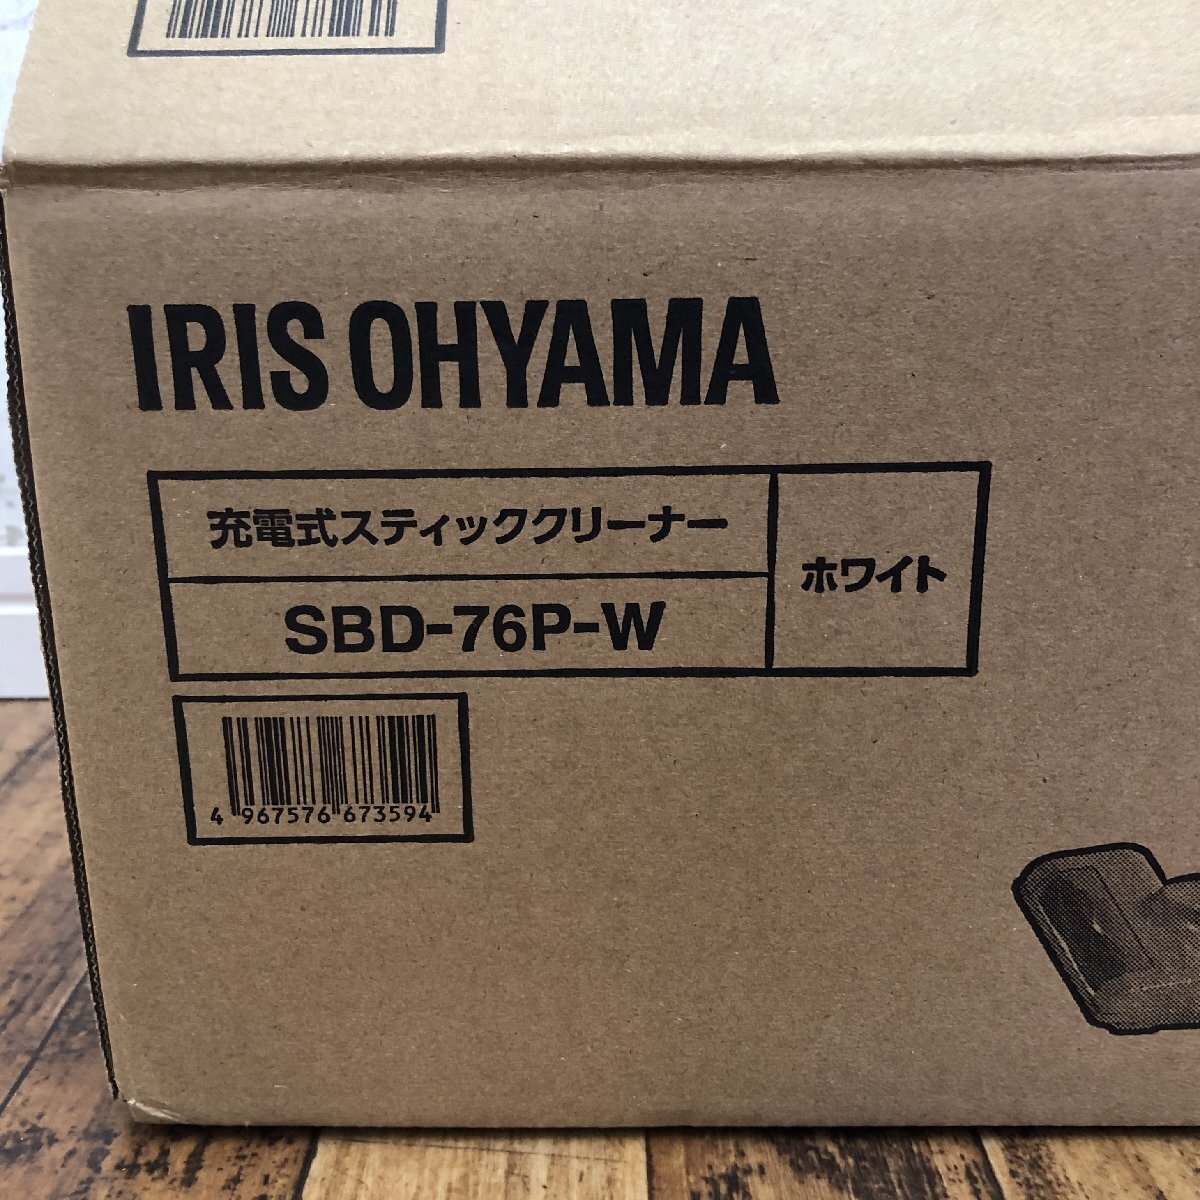 IRIS OHYAMA
充電式スティッククリーナー
ホワイト
SBD-76P-W
4 967576 673594